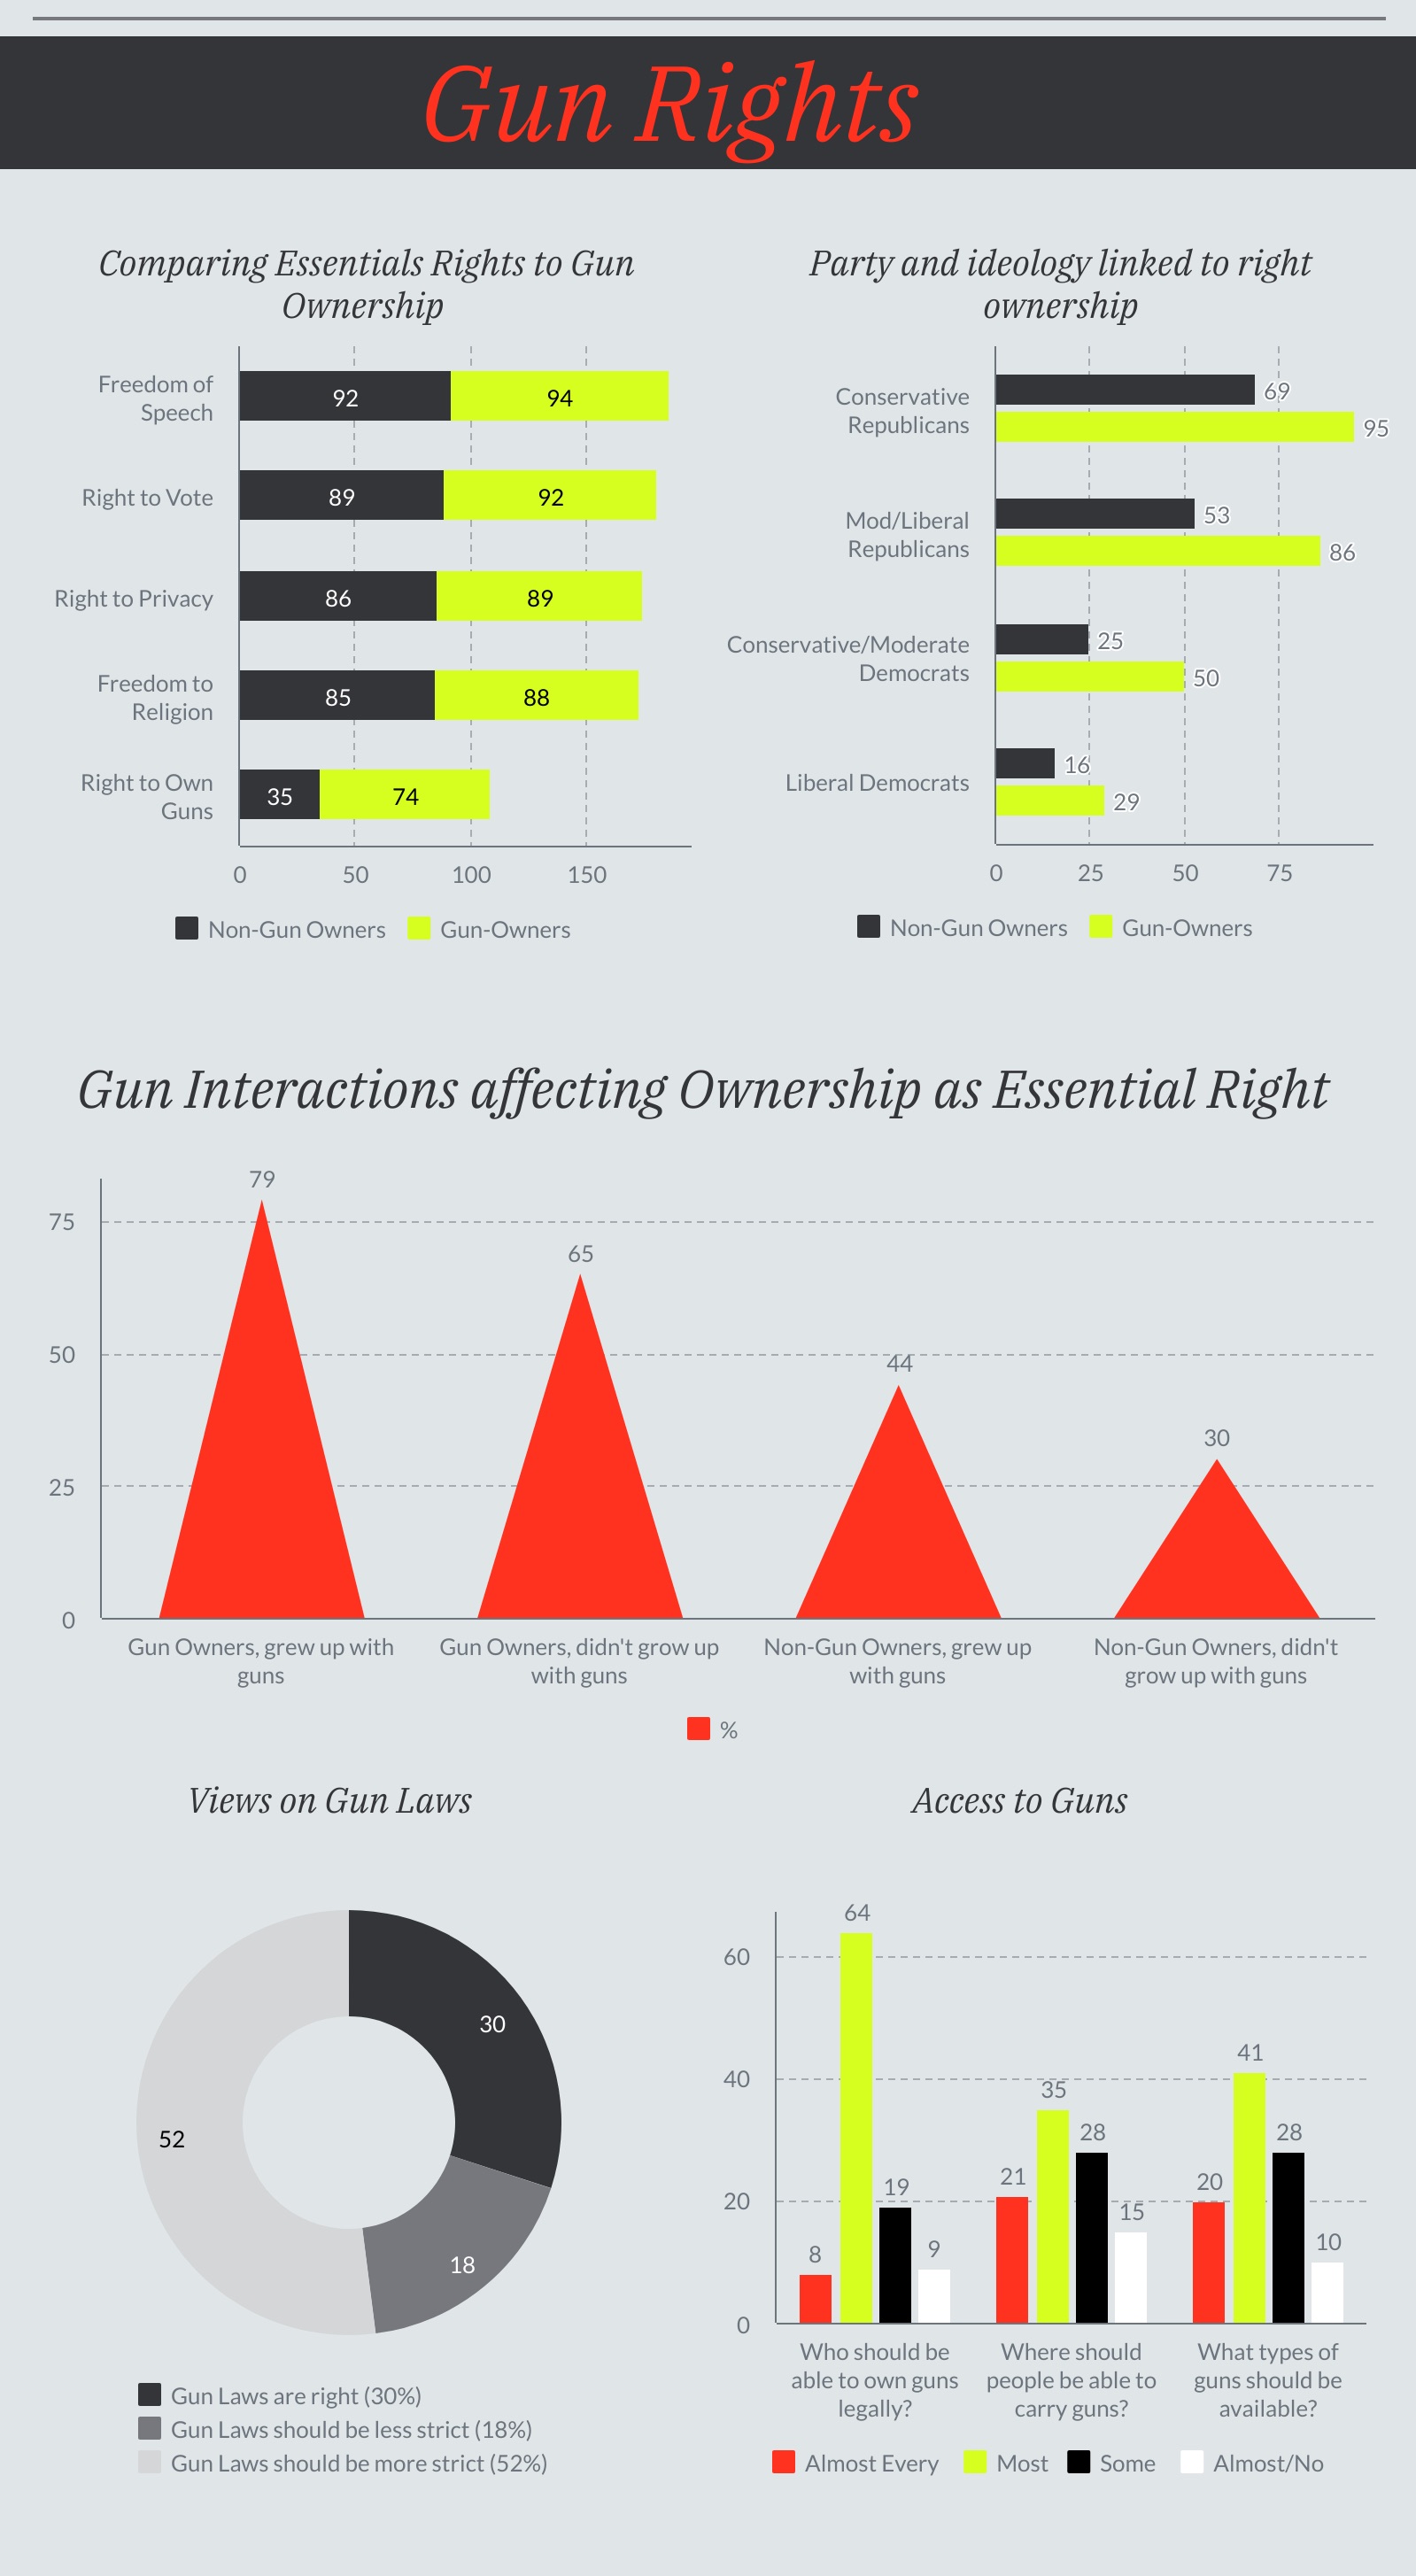 Gun Rights
Comparing Essentials Rights to Gun
Ownership
Freedom of
Speech
92
94
Right to Vote
89
92
Right to Privacy
86
89
Freedom to
Religion
85
88
Right to Own
Guns
35
74
0
50
100
150
Non-Gun Owners
Gun-Owners
Party and ideology linked to right
ownership
Conservative
Republicans
69
95
Mod/Liberal
Republicans
53
86
Conservative/Moderate
Democrats
25
50
Liberal Democrats
16
29
0
25
50
75
Non-Gun Owners
Gun-Owners
Gun Interactions affecting Ownership as Essential Right
75
50
25
0
79
65
44
30
Gun Owners, grew up with
guns
Gun Owners, didn't grow up
with guns
Non-Gun Owners, grew up
with guns
Non-Gun Owners, didn't
grow up with guns
%
Views on Gun Laws
30
18
52
Gun Laws are right (30%)
Gun Laws should be less strict (18%)
Gun Laws should be more strict (52%)
Access to Guns
60
40
20
0
8
64
19
9
21
35
28
15
20
41
28
10
Who should be
able to own guns
legally?
Where should
people be able to
carry guns?
What types of
guns should be
available?
Almost Every
Most
Some
Almost/No